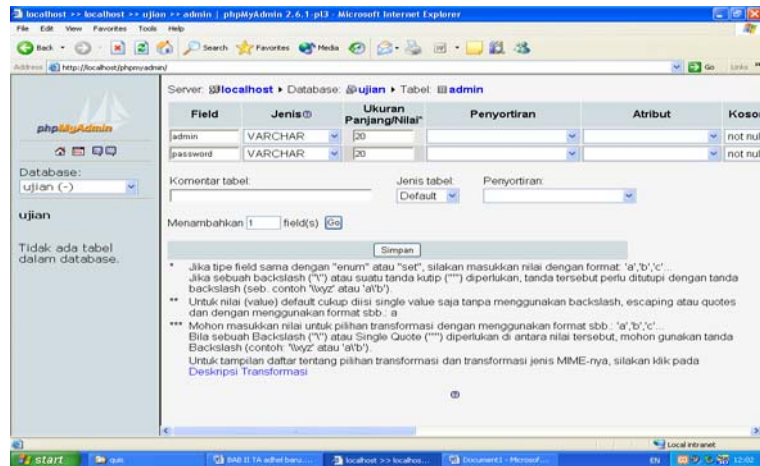 localhost >> localhost >> ujian >> admin | phpMyAdmin 2.6.1-pl3 - Microsoft Internet Explorer
File Edit View Favorites Tools Help
Back Search Favorites Media
Address http://localhost/phpmyadmin/ Go Links
phpMyAdmin
Database:
ujian (-)
ujian
Tidak ada tabel
dalam database.
Server: localhost Database: ujian Tabel: admin
Field Jenis Ukuran Panjang/Nilai* Penyortiran Atribut Koso
admin VARCHAR 20 not nul
password VARCHAR 20 not nul
Komentar tabel: Jenis tabel: Penyortiran:
Default
Menambahkan 1 field(s) Go
Simpan
* Jika tipe field sama dengan "enum" atau "set", silakan masukkan nilai dengan format: 'a','b','c'...
Jika sebuah backslash ("\") atau suatu tanda kutip ("'") diperlukan, tanda tersebut perlu ditutupi dengan tanda
backslash (seb. contoh '\\xyz' atau 'a\'b').
** Untuk nilai (value) default cukup diisi single value saja tanpa menggunakan backslash, escaping atau quotes
dan dengan menggunakan format sbb.: a
*** Mohon masukkan nilai untuk pilihan transformasi dengan menggunakan format sbb.: 'a','b','c'...
Bila sebuah Backslash ("\") atau Single Quote ("'") diperlukan di antara nilai tersebut, mohon gunakan tanda
Backslash (contoh: '\\xyz' atau 'a\'b').
Untuk tampilan daftar tentang pilihan transformasi dan transformasi jenis MIME-nya, silakan klik pada
Deskripsi Transformasi
Local intranet
start quis BAB II TA adhel baru.... localhost >> localhos... Document1 - Microsof... EN 12:02